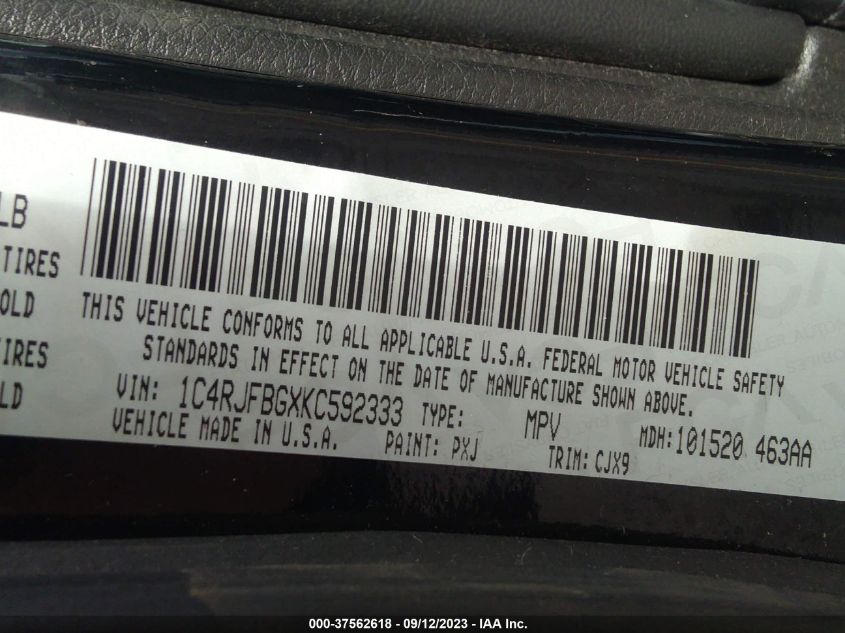 LB
TIRES
OLD
IRES
LD
THIS VEHICLE CONFORMS TO ALL APPLICABLE U.S.A. FEDERAL MOTOR VEHICLE SAFETY
STANDARDS IN EFFECT ON THE DATE OF MANUFACTURE SHOWN ABOVE.
VIN: 1C4RJFBGXKC592333 TYPE: MPV MDH:101520 463AA
VEHICLE MADE IN U.S.A. PAINT: PXJ TRIM:CJX9
000-37562618 - 09/12/2023 - IAA Inc.